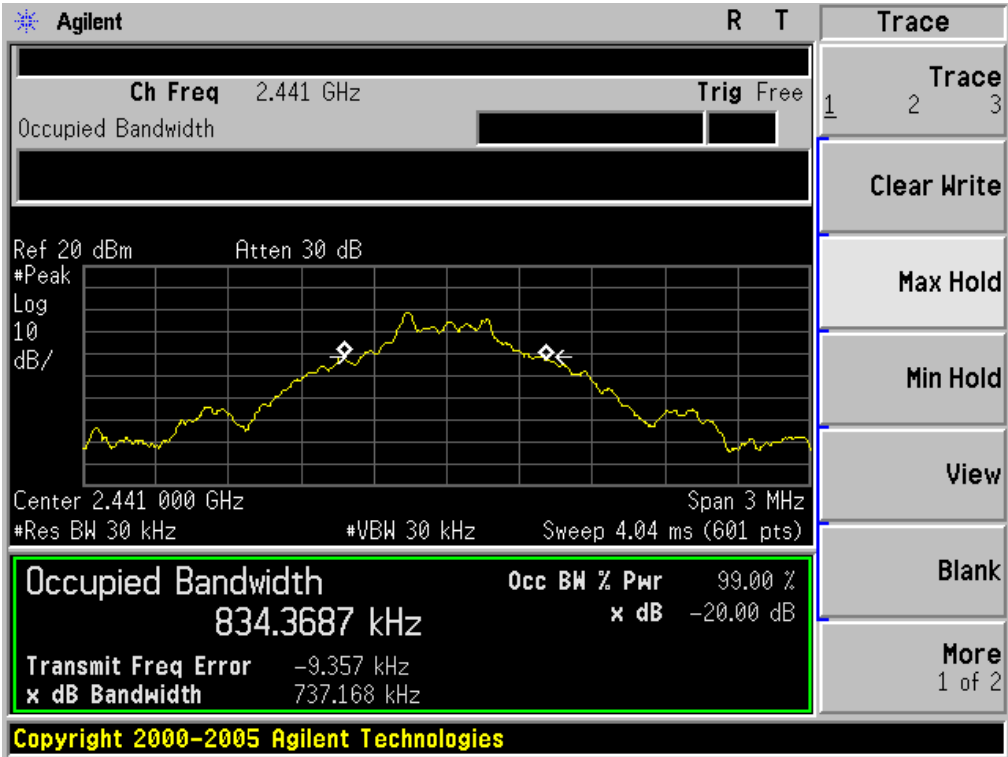 Agilent R T
Trace
Ch Freq 2.441 GHz Trig Free
Occupied Bandwidth
Trace
1 2 3
Clear Write
Max Hold
Min Hold
View
Blank
More
1 of 2
Ref 20 dBm Atten 30 dB
#Peak
Log
10
dB/
Center 2.441 000 GHz Span 3 MHz
#Res BW 30 kHz #VBW 30 kHz Sweep 4.04 ms (601 pts)
Occupied Bandwidth
834.3687 kHz
Occ BW % Pwr 99.00 %
x dB -20.00 dB
Transmit Freq Error -9.357 kHz
x dB Bandwidth 737.168 kHz
Copyright 2000-2005 Agilent Technologies